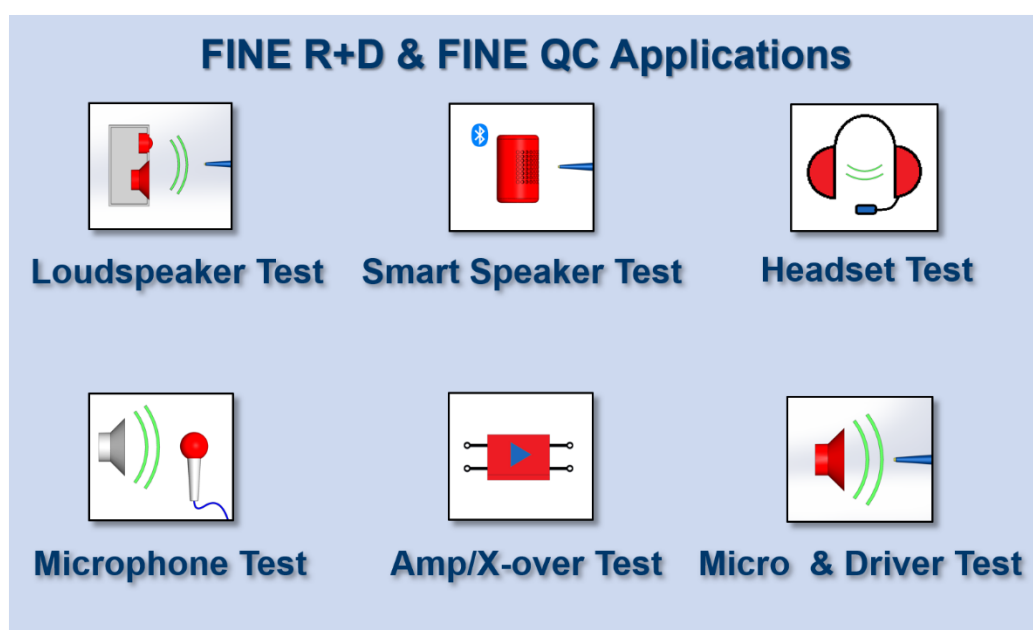 FINE R+D & FINE QC Applications
Loudspeaker Test
Smart Speaker Test
Headset Test
Microphone Test
Amp/X-over Test
Micro & Driver Test